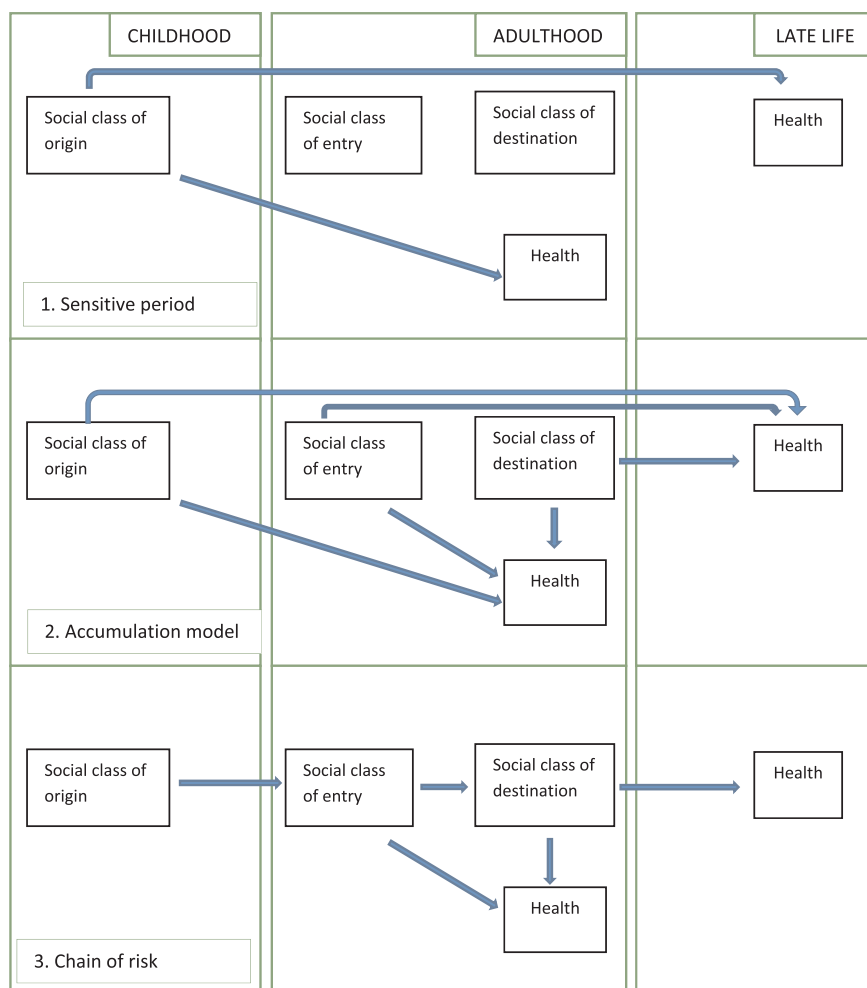 CHILDHOOD
ADULTHOOD
LATE LIFE
Social class of
origin
Social class
of entry
Social class of
destination
Health
Health
1. Sensitive period
Social class of
origin
Social class
of entry
Social class of
destination
Health
Health
2. Accumulation model
Social class of
origin
Social class
of entry
Social class of
destination
Health
Health
3. Chain of risk